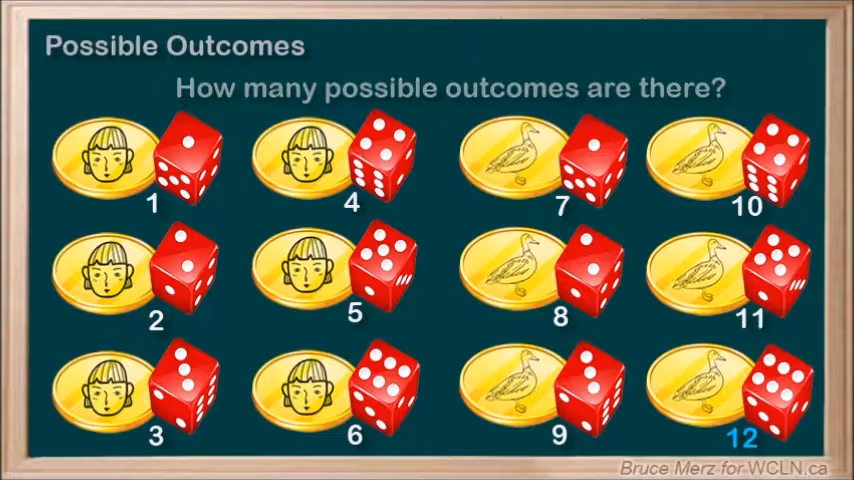 Possible Outcomes
How many possible outcomes are there?
1 4 7 10
2 5 8 11
3 6 9 12
Bruce Merz for WCLN.ca